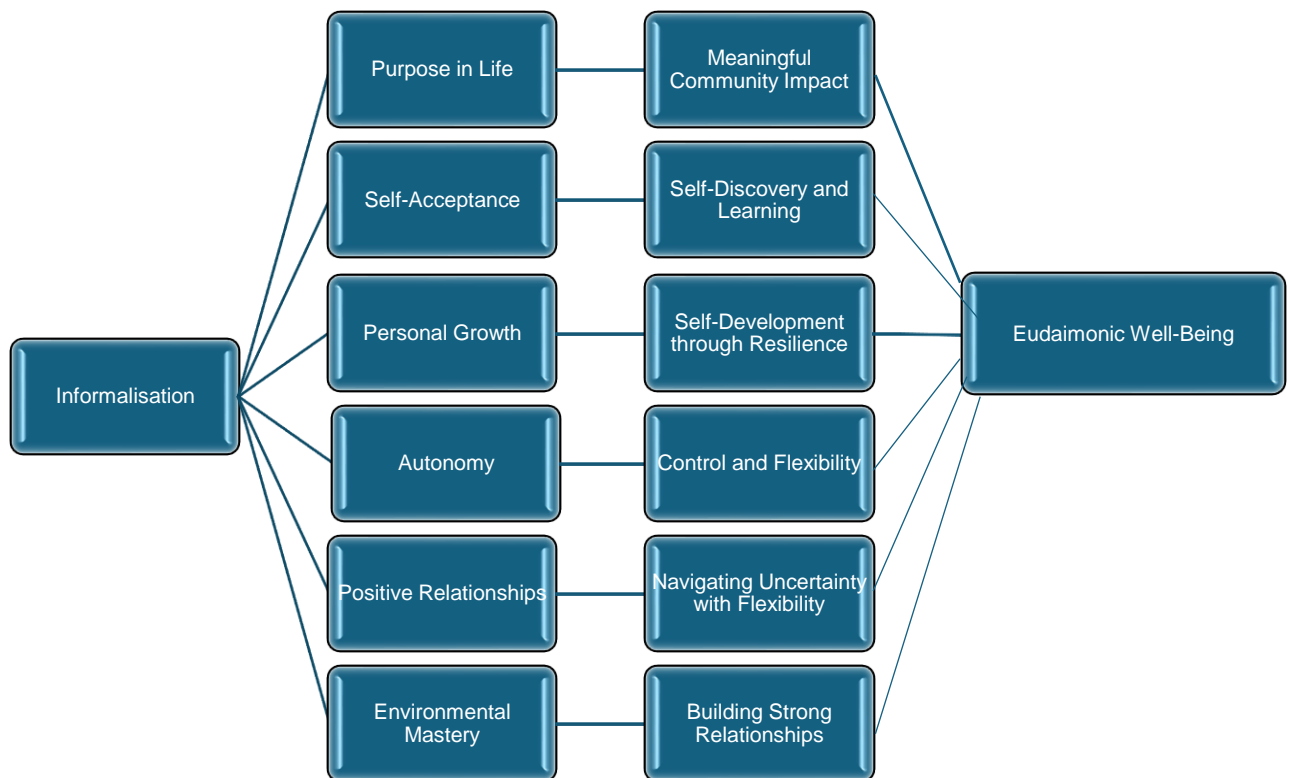 Purpose in Life
Meaningful
Community Impact
Self-Acceptance
Self-Discovery and
Learning
Personal Growth
Self-Development
through Resilience
Eudaimonic Well-Being
Informalisation
Autonomy
Control and Flexibility
Positive Relationships
Navigating Uncertainty
with Flexibility
Environmental
Mastery
Building Strong
Relationships